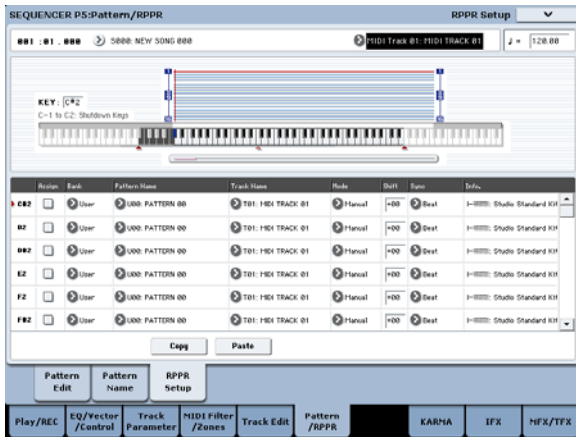 SEQUENCER P5:Pattern/RPPR RPPR Setup
001 :01 . 000 S000: NEW SONG 000 MIDI Track 01: MIDI TRACK 01 ♩ = 120.00
KEY: C#2
C-1 to C2: Shutdown Keys
Assign Bank Pattern Name Track Name Mode Shift Sync Info.
C#2 User U00: PATTERN 00 T01: MIDI TRACK 01 Manual +00 Beat Studio Standard Kit
D2 User U00: PATTERN 00 T01: MIDI TRACK 01 Manual +00 Beat Studio Standard Kit
D#2 User U00: PATTERN 00 T01: MIDI TRACK 01 Manual +00 Beat Studio Standard Kit
E2 User U00: PATTERN 00 T01: MIDI TRACK 01 Manual +00 Beat Studio Standard Kit
F2 User U00: PATTERN 00 T01: MIDI TRACK 01 Manual +00 Beat Studio Standard Kit
F#2 User U00: PATTERN 00 T01: MIDI TRACK 01 Manual +00 Beat Studio Standard Kit
Copy Paste
Pattern Edit Pattern Name RPPR Setup
Play/REC EQ/Vector /Control Track Parameter MIDI Filter /Zones Track Edit Pattern /RPPR KARMA IFX MFX/TFX